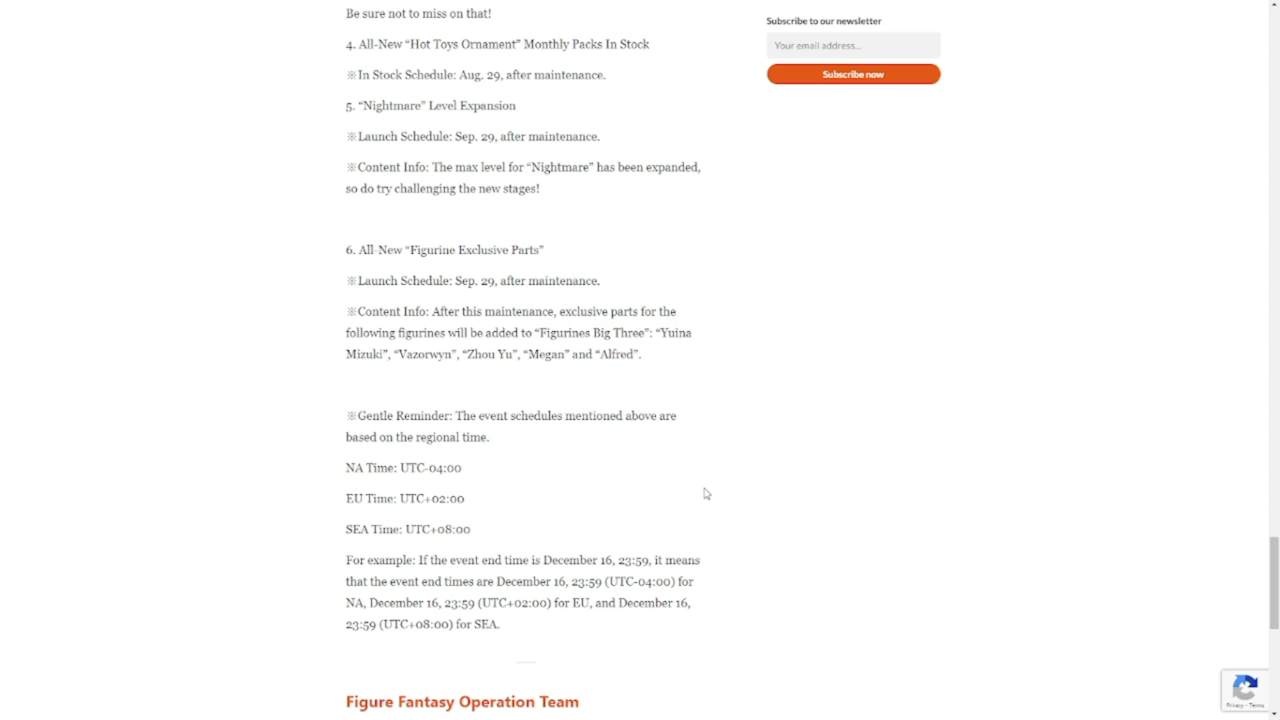 Be sure not to miss on that!
4. All-New “Hot Toys Ornament” Monthly Packs In Stock
※In Stock Schedule: Aug. 29, after maintenance.
5. “Nightmare” Level Expansion
※Launch Schedule: Sep. 29, after maintenance.
※Content Info: The max level for “Nightmare” has been expanded,
so do try challenging the new stages!
6. All-New “Figurine Exclusive Parts”
※Launch Schedule: Sep. 29, after maintenance.
※Content Info: After this maintenance, exclusive parts for the
following figurines will be added to “Figurines Big Three”: “Yuina
Mizuki”, “Vazorwyn”, “Zhou Yu”, “Megan” and “Alfred”.
※Gentle Reminder: The event schedules mentioned above are
based on the regional time.
NA Time: UTC-04:00
EU Time: UTC+02:00
SEA Time: UTC+08:00
For example: If the event end time is December 16, 23:59, it means
that the event end times are December 16, 23:59 (UTC-04:00) for
NA, December 16, 23:59 (UTC+02:00) for EU, and December 16,
23:59 (UTC+08:00) for SEA.
Figure Fantasy Operation Team
Subscribe to our newsletter
Your email address...
Subscribe now
Privacy - Terms